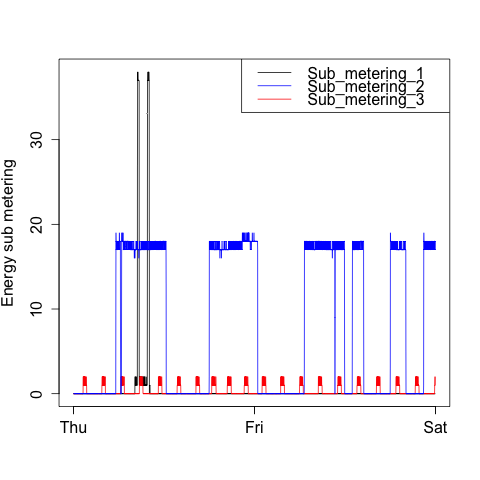 Sub_metering_1
Sub_metering_2
Sub_metering_3
Energy sub metering
30
20
10
0
Thu Fri Sat